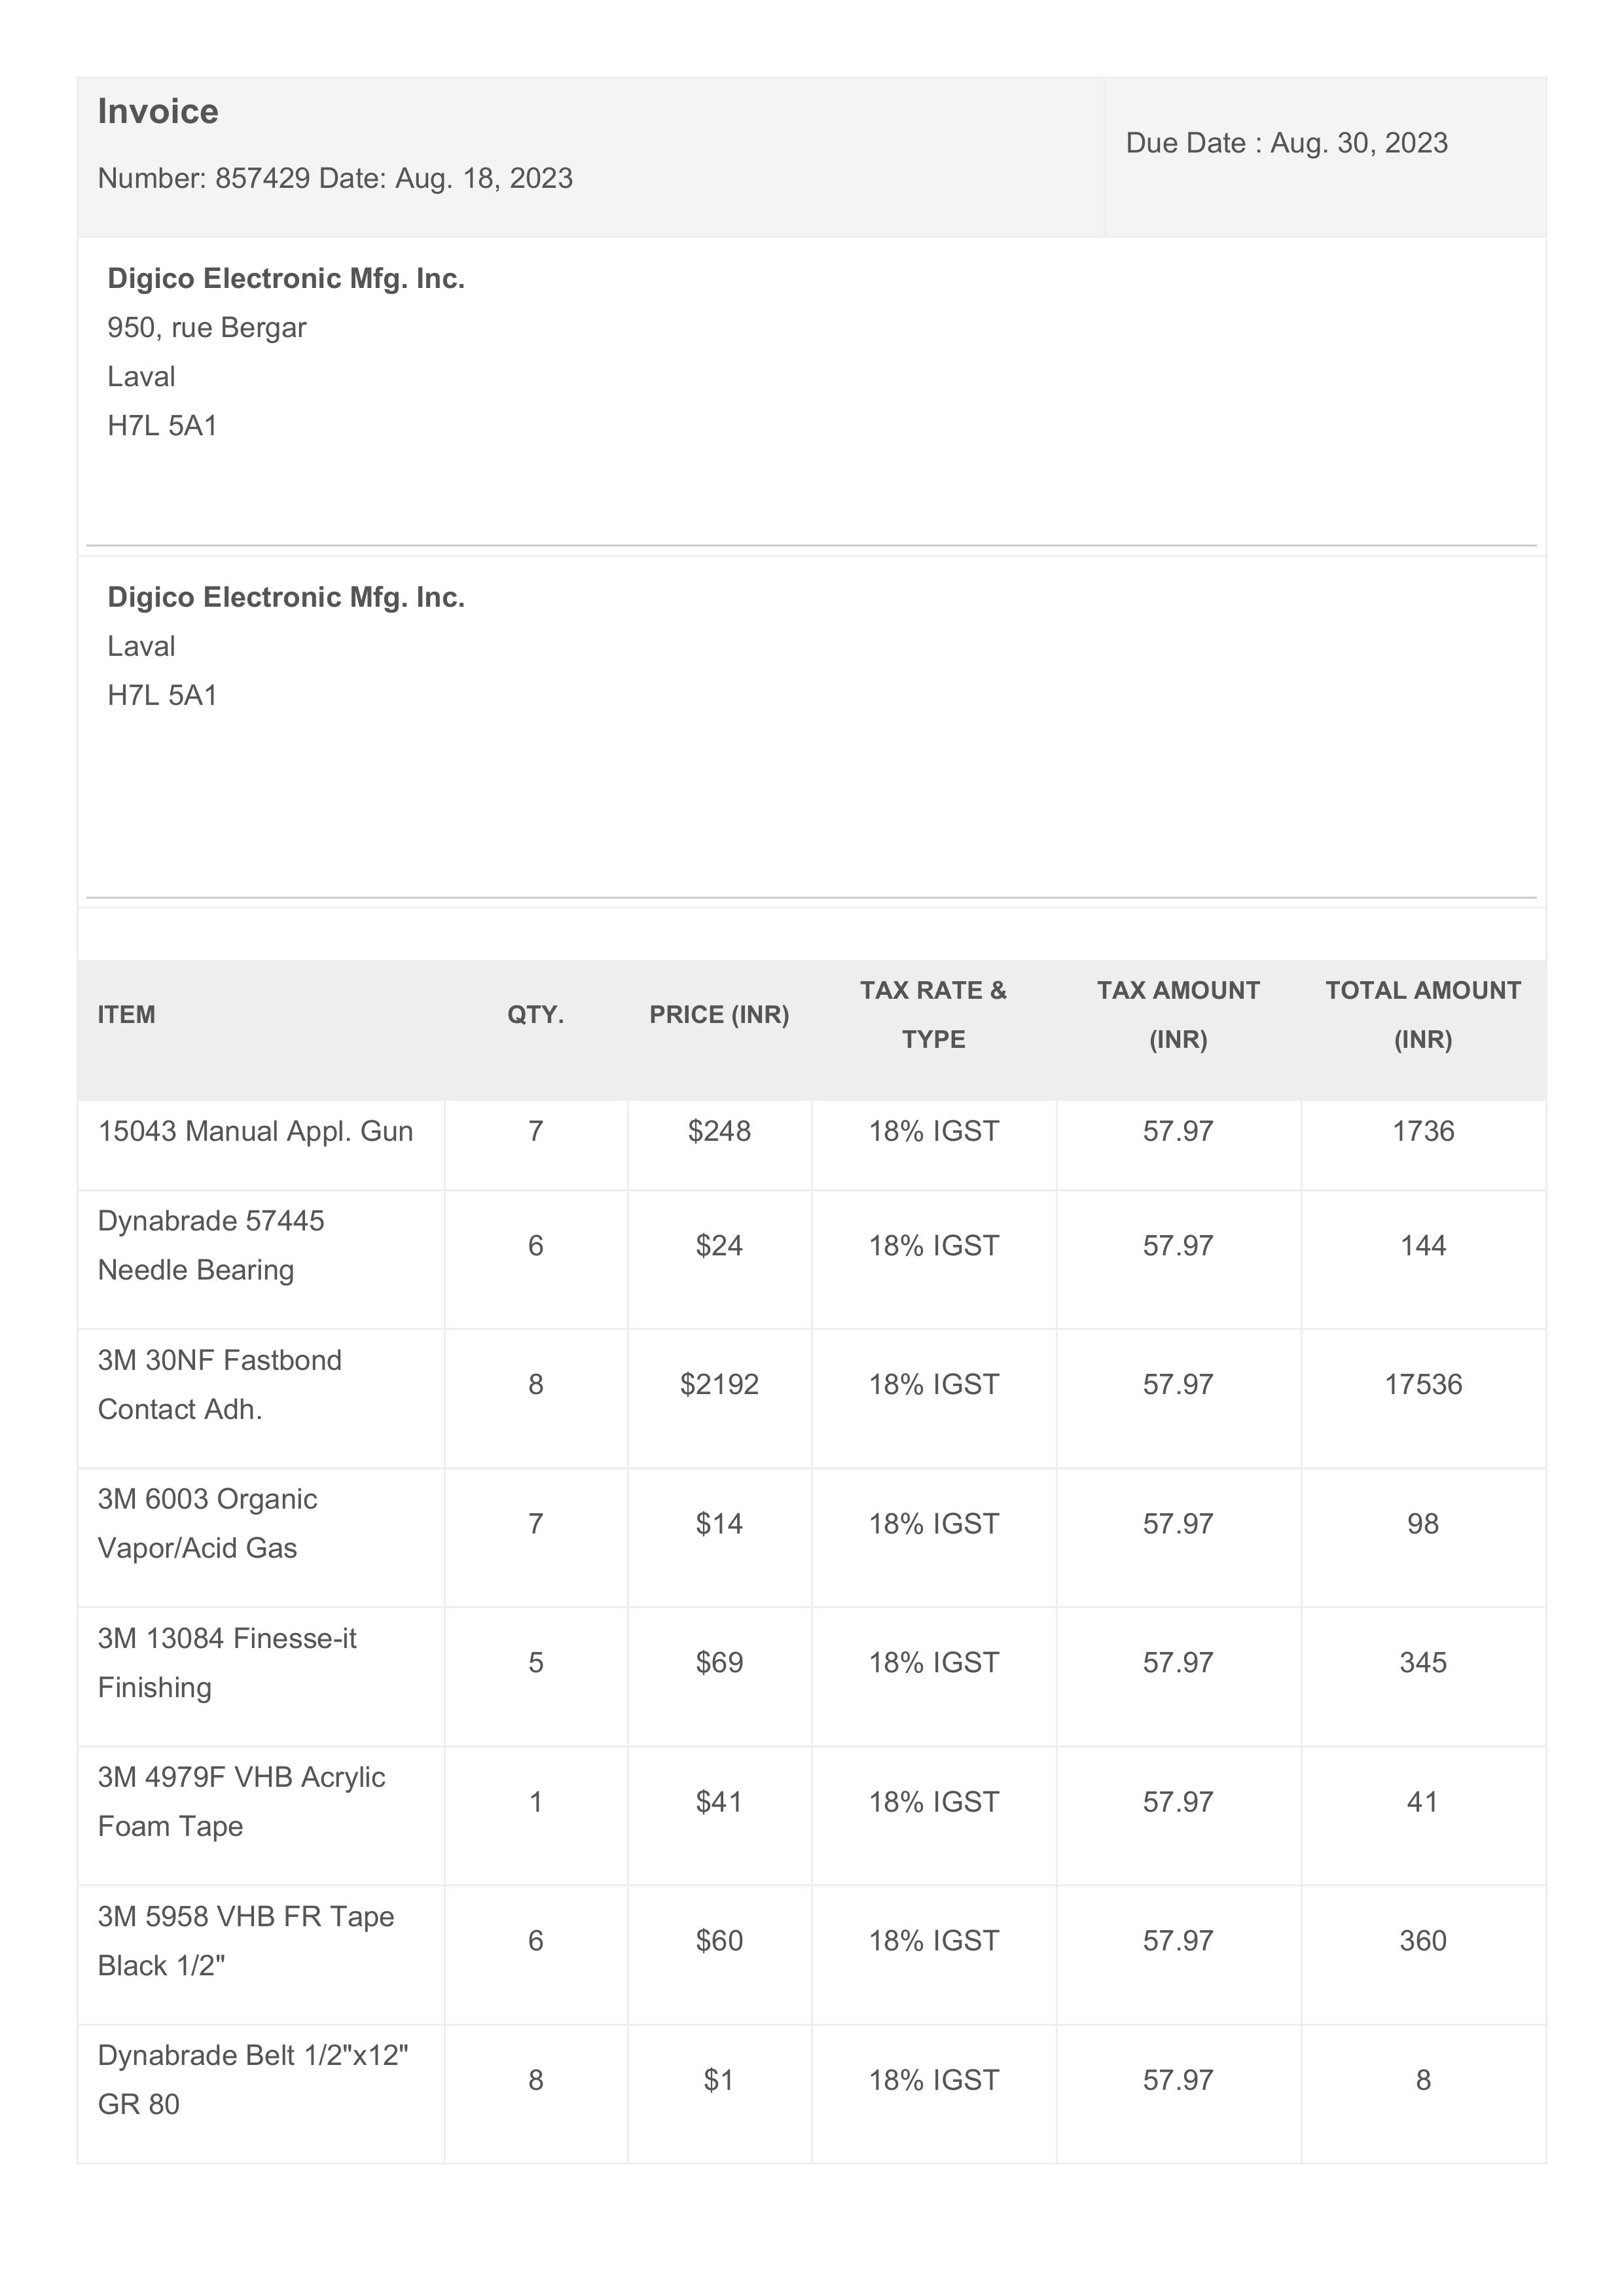 Invoice
Number: 857429 Date: Aug. 18, 2023
Due Date : Aug. 30, 2023
Digico Electronic Mfg. Inc.
950, rue Bergar
Laval
H7L 5A1
Digico Electronic Mfg. Inc.
Laval
H7L 5A1
ITEM QTY. PRICE (INR) TAX RATE & TYPE TAX AMOUNT (INR) TOTAL AMOUNT (INR)
15043 Manual Appl. Gun 7 $248 18% IGST 57.97 1736
Dynabrade 57445 Needle Bearing 6 $24 18% IGST 57.97 144
3M 30NF Fastbond Contact Adh. 8 $2192 18% IGST 57.97 17536
3M 6003 Organic Vapor/Acid Gas 7 $14 18% IGST 57.97 98
3M 13084 Finesse-it Finishing 5 $69 18% IGST 57.97 345
3M 4979F VHB Acrylic Foam Tape 1 $41 18% IGST 57.97 41
3M 5958 VHB FR Tape Black 1/2" 6 $60 18% IGST 57.97 360
Dynabrade Belt 1/2"x12" GR 80 8 $1 18% IGST 57.97 8